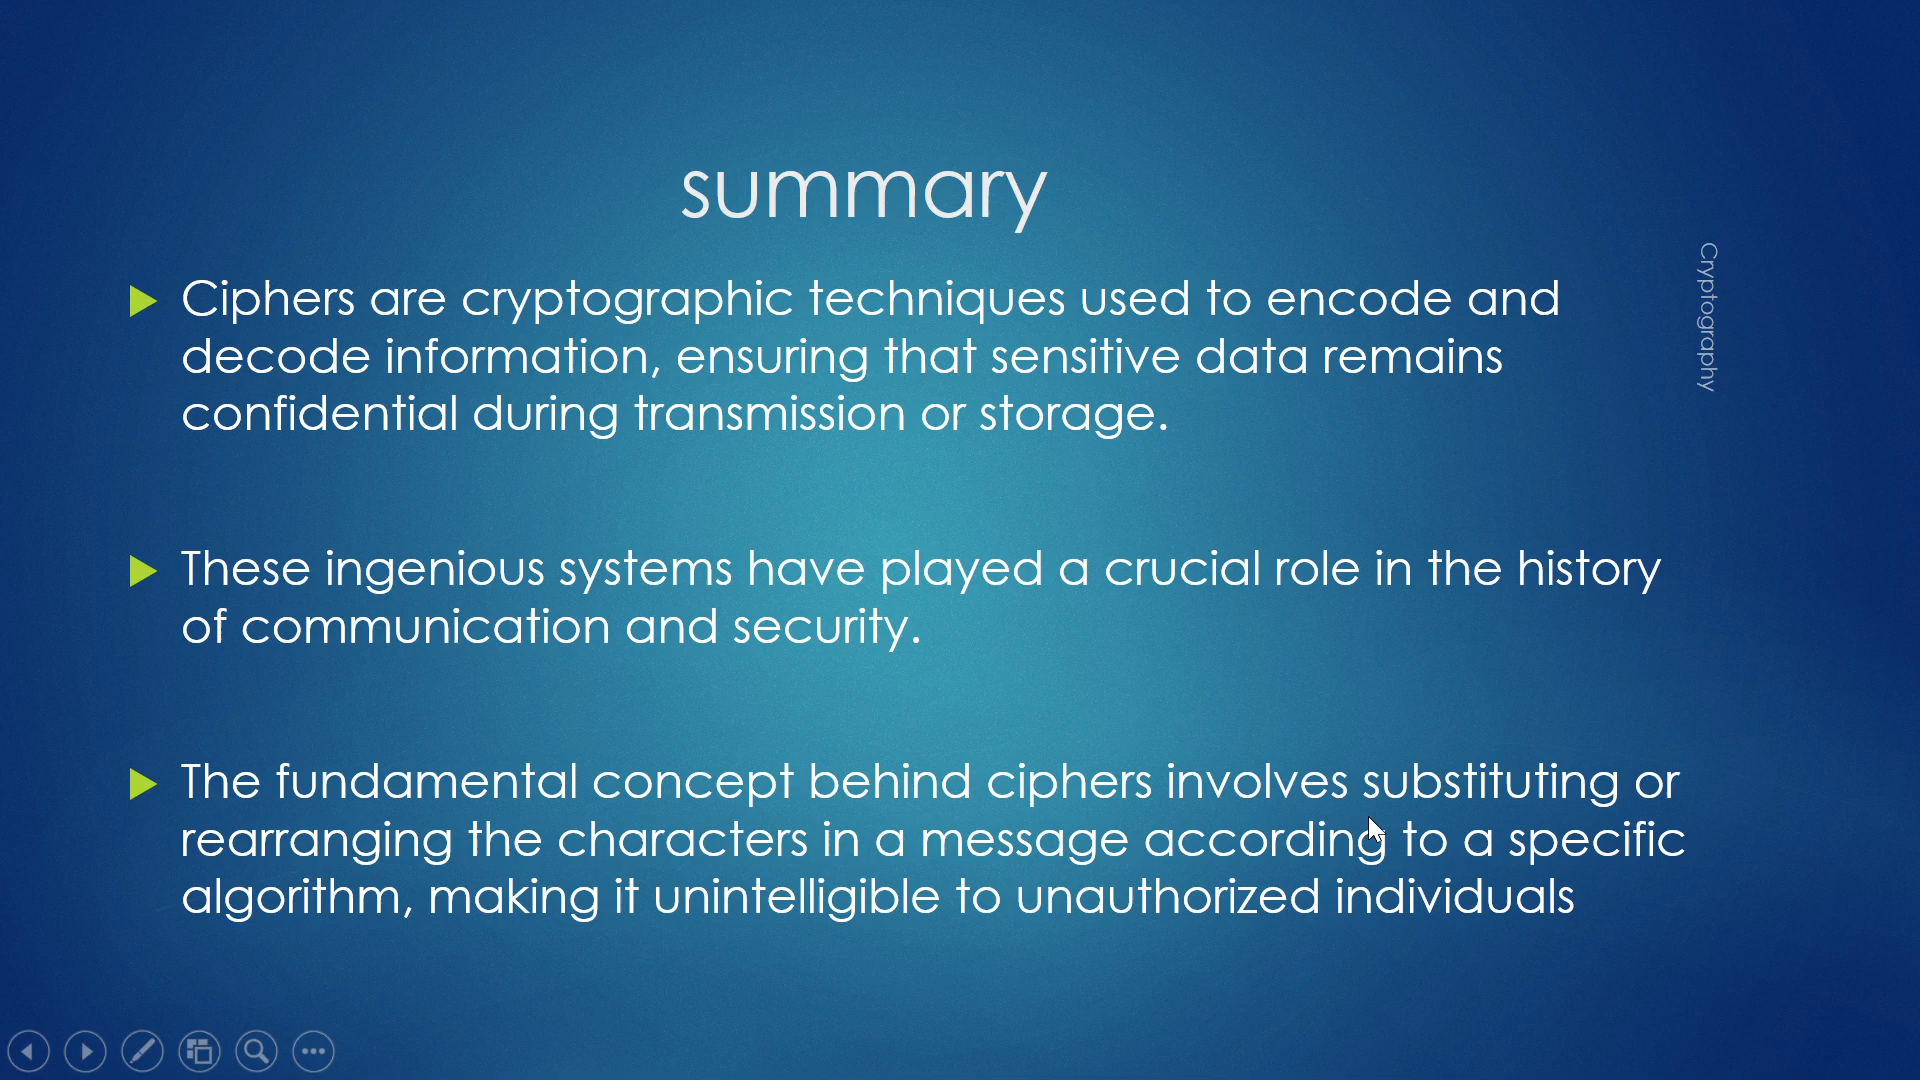 summary
Ciphers are cryptographic techniques used to encode and
decode information, ensuring that sensitive data remains
confidential during transmission or storage.
These ingenious systems have played a crucial role in the history
of communication and security.
The fundamental concept behind ciphers involves substituting or
rearranging the characters in a message according to a specific
algorithm, making it unintelligible to unauthorized individuals
Cryptography